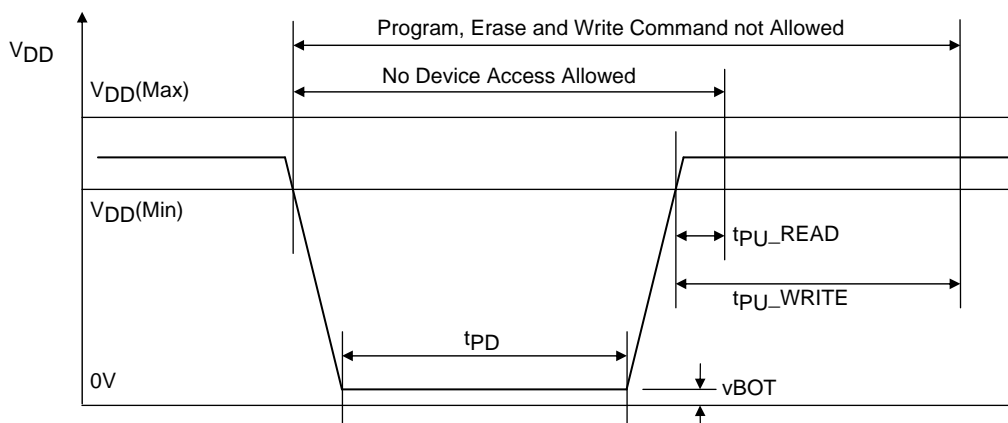 Program, Erase and Write Command not Allowed
VDD
No Device Access Allowed
VDD(Max)
VDD(Min)
tPU_READ
tPU_WRITE
tPD
0V
vBOT